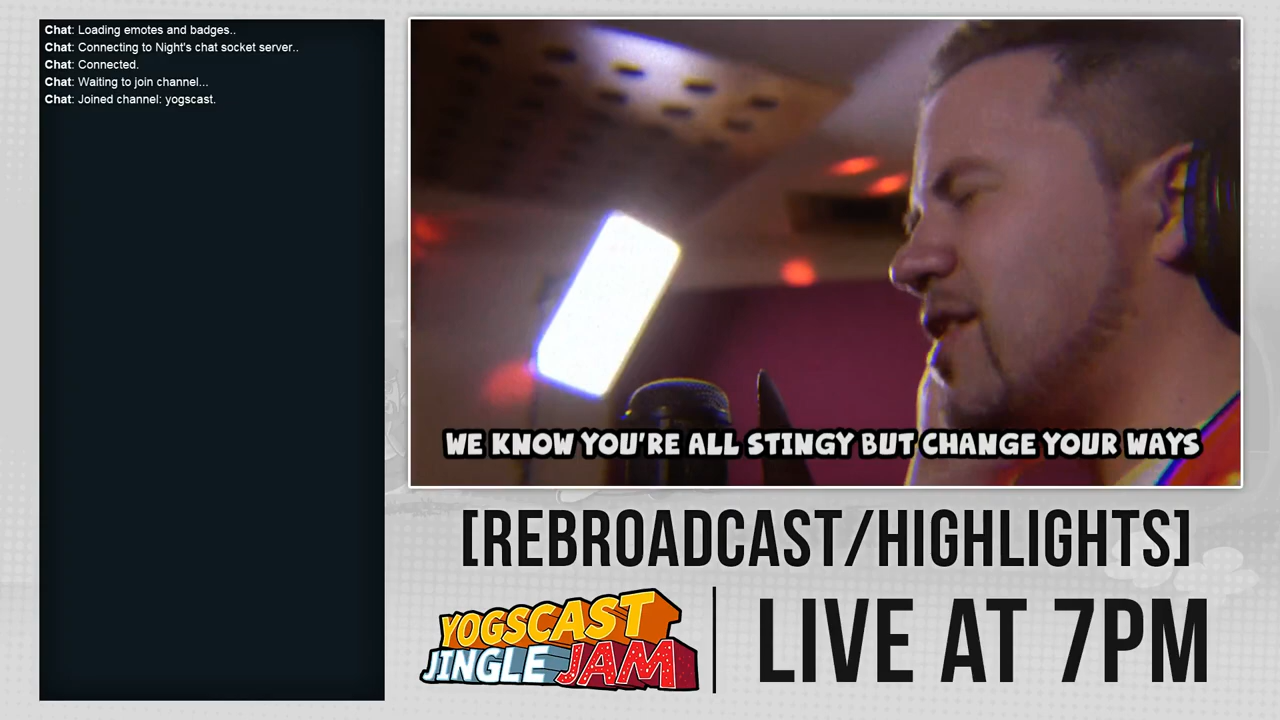 Chat: Loading emotes and badges..
Chat: Connecting to Night's chat socket server..
Chat: Connected.
Chat: Waiting to join channel...
Chat: Joined channel: yogscast.
WE KNOW YOU'RE ALL STINGY BUT CHANGE YOUR WAYS
[REBROADCAST/HIGHLIGHTS]
YOGSCAST
JINGLE JAM
LIVE AT 7PM